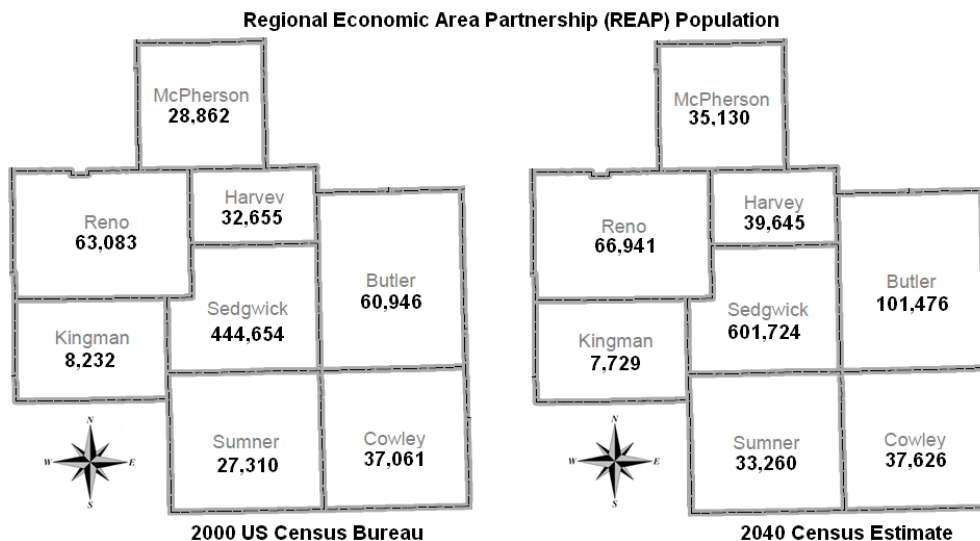 Regional Economic Area Partnership (REAP) Population
McPherson
28,862
Harvev
32,655
Reno
63,083
Butler
60,946
Sedgwick
444,654
Kingman
8,232
Sumner
27,310
Cowley
37,061
N
W E
S
2000 US Census Bureau
McPherson
35,130
Harvey
39,645
Reno
66,941
Butler
101,476
Sedgwick
601,724
Kingman
7,729
Sumner
33,260
Cowley
37,626
N
W E
S
2040 Census Estimate